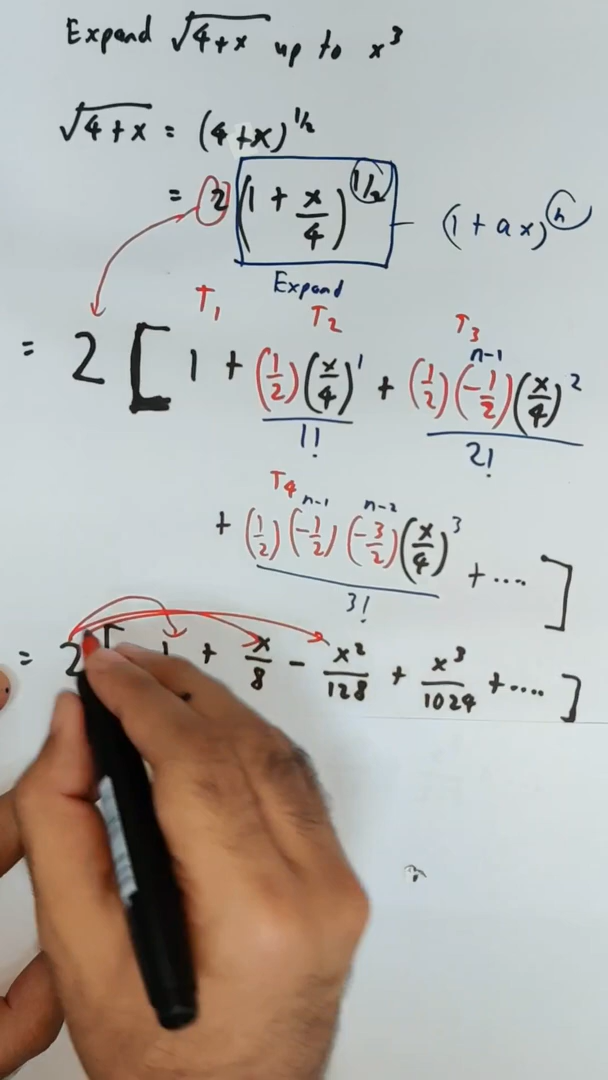 Expand √(4+x) up to x³
√(4+x) = (4+x)^½
= 2(1 + x/4)^½ — (1 + ax)^n
Expand
T₁ T₂ T₃
n-1
= 2[1 + (1/2)(x/4)¹/1! + (1/2)(-1/2)(x/4)²/2!
T₄ n-1 n-2
+ (1/2)(-1/2)(-3/2)(x/4)³/3! + ....]
= 2[1 + x/8 - x²/128 + x³/1024 + ....]